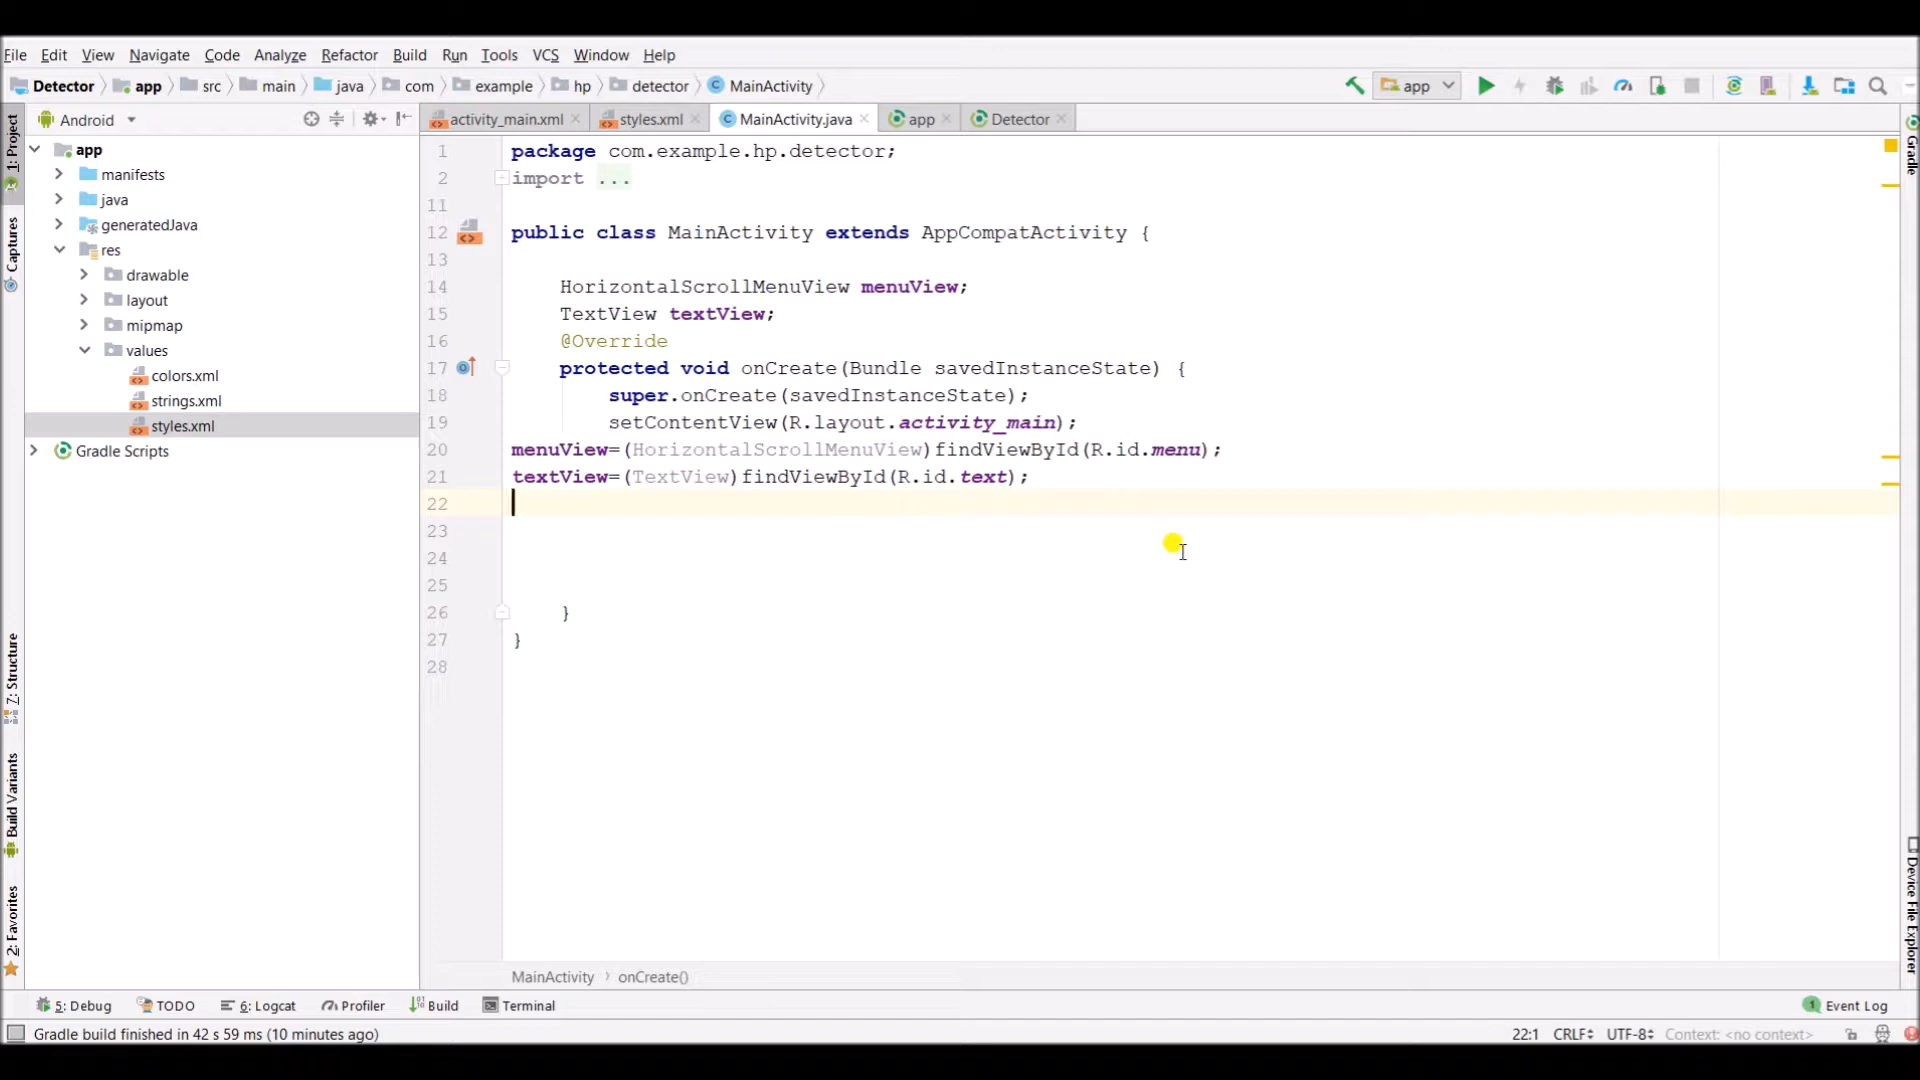 File Edit View Navigate Code Analyze Refactor Build Run Tools VCS Window Help
Detector app src main java com example hp detector MainActivity app
Android activity_main.xml styles.xml MainActivity.java app Detector
1: Project
Captures
7: Structure
Build Variants
2: Favorites
app
manifests
java
generatedJava
res
drawable
layout
mipmap
values
colors.xml
strings.xml
styles.xml
Gradle Scripts
1 package com.example.hp.detector;
2 import ...
11
12 public class MainActivity extends AppCompatActivity {
13
14 HorizontalScrollMenuView menuView;
15 TextView textView;
16 @Override
17 protected void onCreate(Bundle savedInstanceState) {
18 super.onCreate(savedInstanceState);
19 setContentView(R.layout.activity_main);
20 menuView=(HorizontalScrollMenuView)findViewById(R.id.menu);
21 textView=(TextView)findViewById(R.id.text);
22
23
24
25
26 }
27 }
28
Gradle
Device File Explorer
MainActivity › onCreate()
5: Debug TODO 6: Logcat Profiler Build Terminal 1 Event Log
Gradle build finished in 42 s 59 ms (10 minutes ago) 22:1 CRLF UTF-8 Context: <no context>